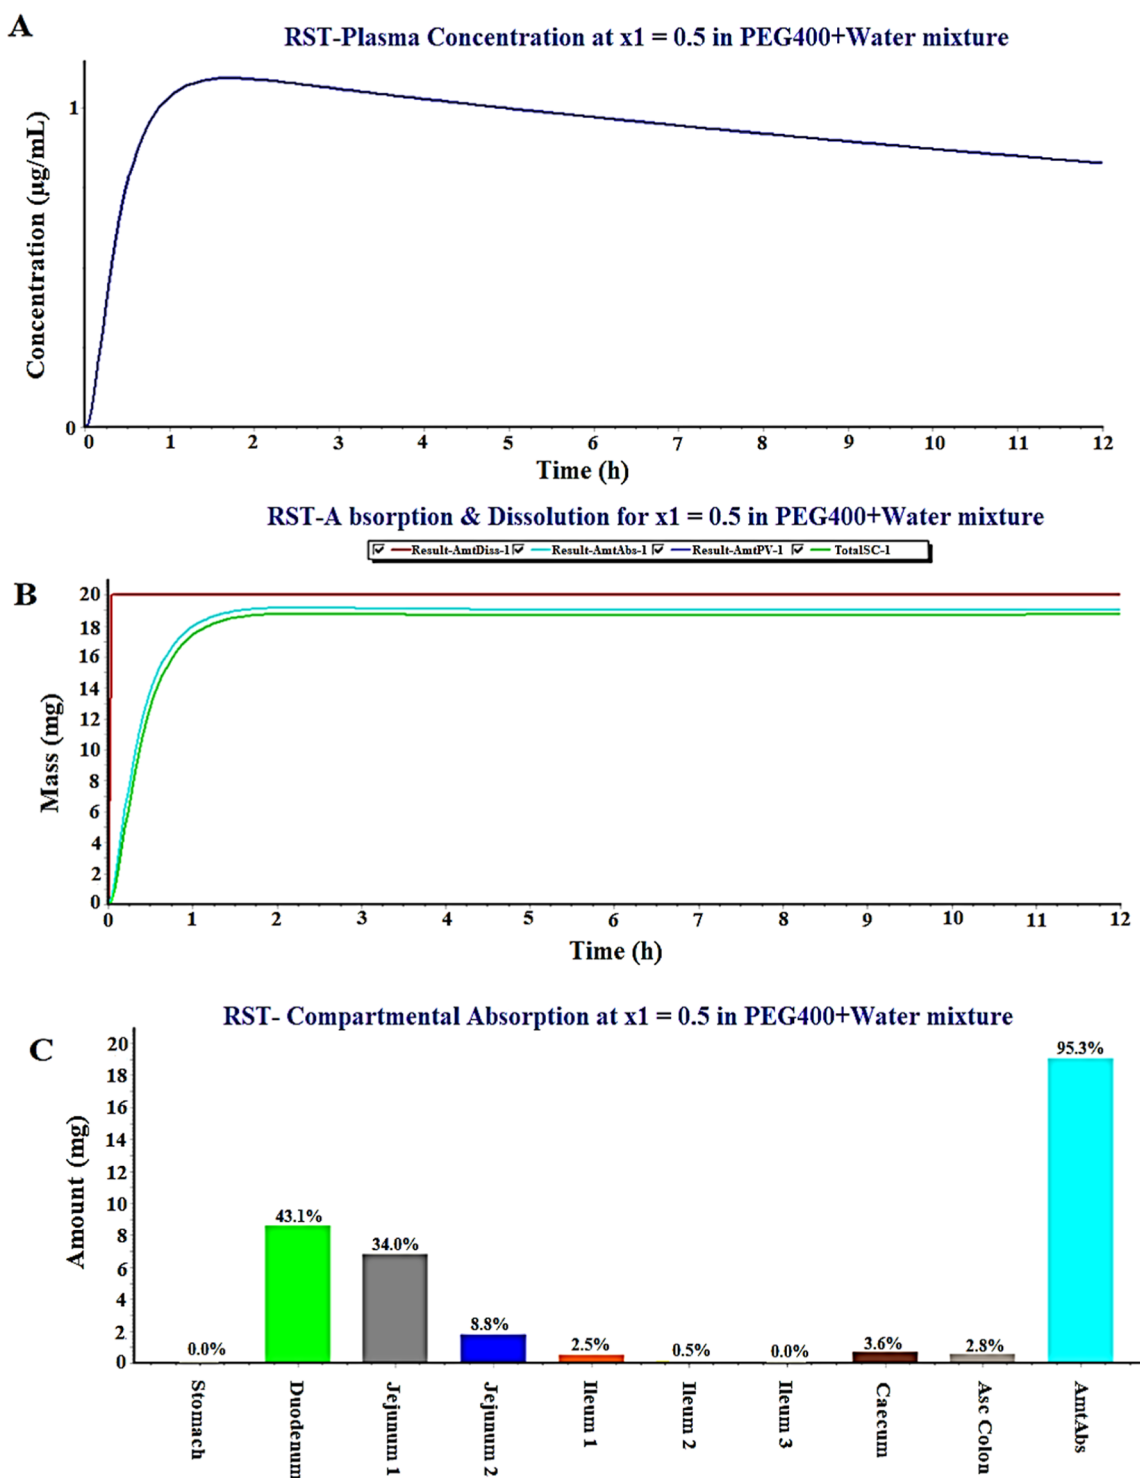 A
RST-Plasma Concentration at x1 = 0.5 in PEG400+Water mixture
Concentration (µg/mL)
1
0
0 1 2 3 4 5 6 7 8 9 10 11 12
Time (h)
RST-A bsorption & Dissolution for x1 = 0.5 in PEG400+Water mixture
Result-AmtDiss-1 Result-AmtAbs-1 Result-AmtPV-1 TotalSC-1
B
Mass (mg)
20
18
16
14
12
10
8
6
4
2
0
0 1 2 3 4 5 6 7 8 9 10 11 12
Time (h)
RST- Compartmental Absorption at x1 = 0.5 in PEG400+Water mixture
C
Amount (mg)
20
18
16
14
12
10
8
6
4
2
0
0.0% 43.1% 34.0% 8.8% 2.5% 0.5% 0.0% 3.6% 2.8% 95.3%
Stomach
Duodenum
Jejunum 1
Jejunum 2
Ileum 1
Ileum 2
Ileum 3
Caecum
Asc Colon
AmtAbs